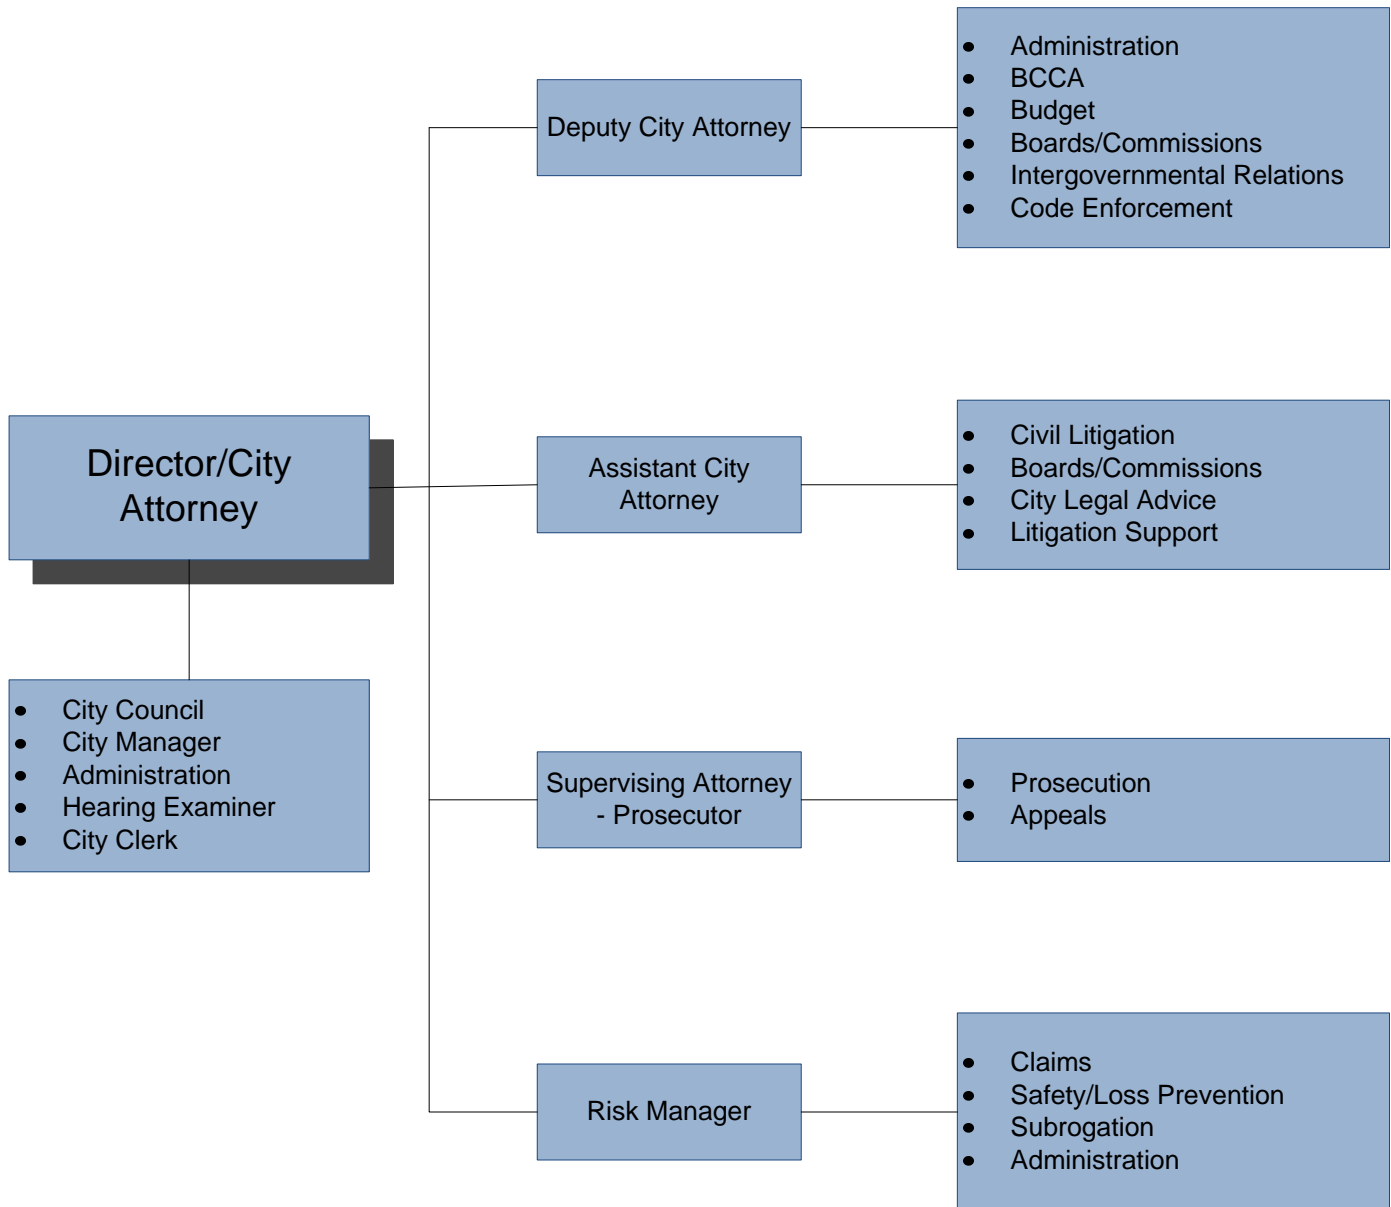 Director/City
Attorney
• City Council
• City Manager
• Administration
• Hearing Examiner
• City Clerk
Deputy City Attorney
• Administration
• BCCA
• Budget
• Boards/Commissions
• Intergovernmental Relations
• Code Enforcement
Assistant City
Attorney
• Civil Litigation
• Boards/Commissions
• City Legal Advice
• Litigation Support
Supervising Attorney
- Prosecutor
• Prosecution
• Appeals
Risk Manager
• Claims
• Safety/Loss Prevention
• Subrogation
• Administration